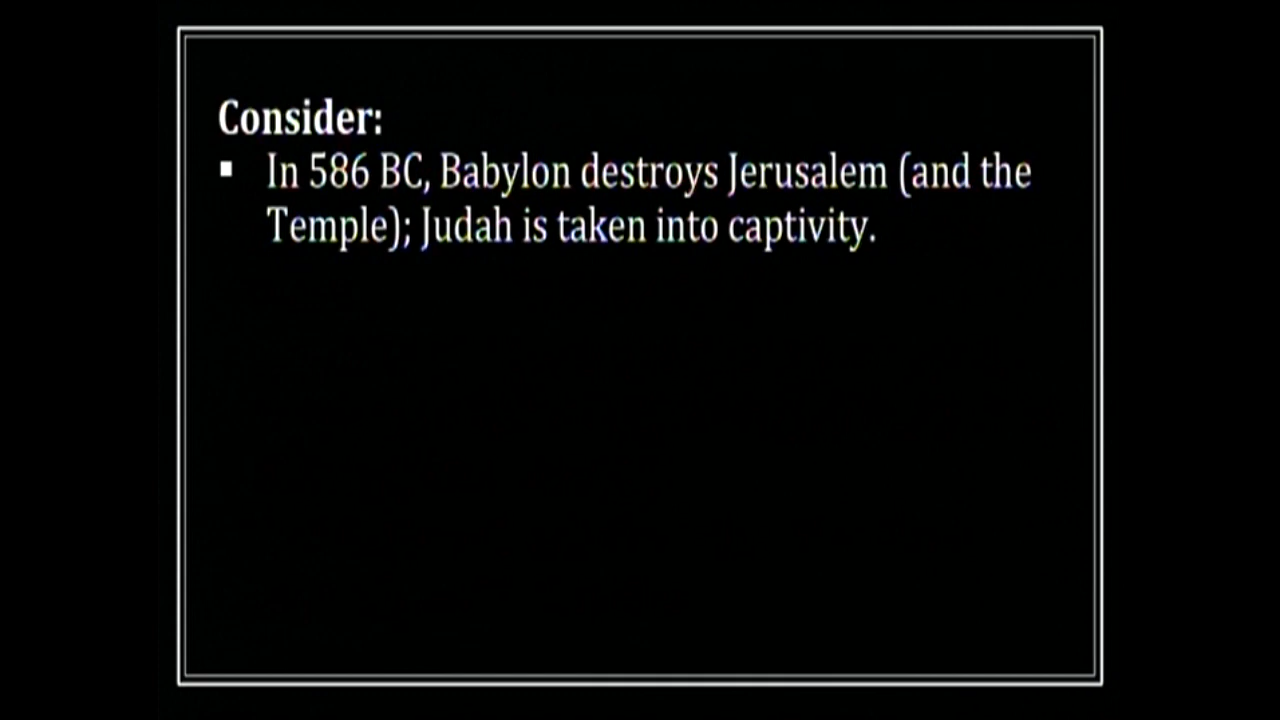 Consider:
▪ In 586 BC, Babylon destroys Jerusalem (and the
Temple); Judah is taken into captivity.